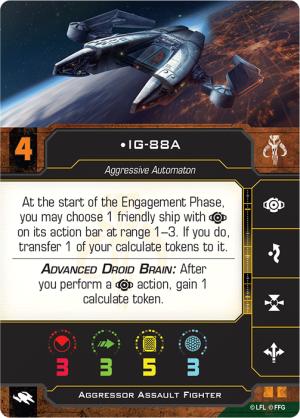 •IG-88A
4
Aggressive Automaton
At the start of the Engagement Phase,
you may choose 1 friendly ship with
on its action bar at range 1–3. If you do,
transfer 1 of your calculate tokens to it.
ADVANCED DROID BRAIN: After
you perform a action, gain 1
calculate token.
3 3 5 3
AGGRESSOR ASSAULT FIGHTER
© LFL © FFG